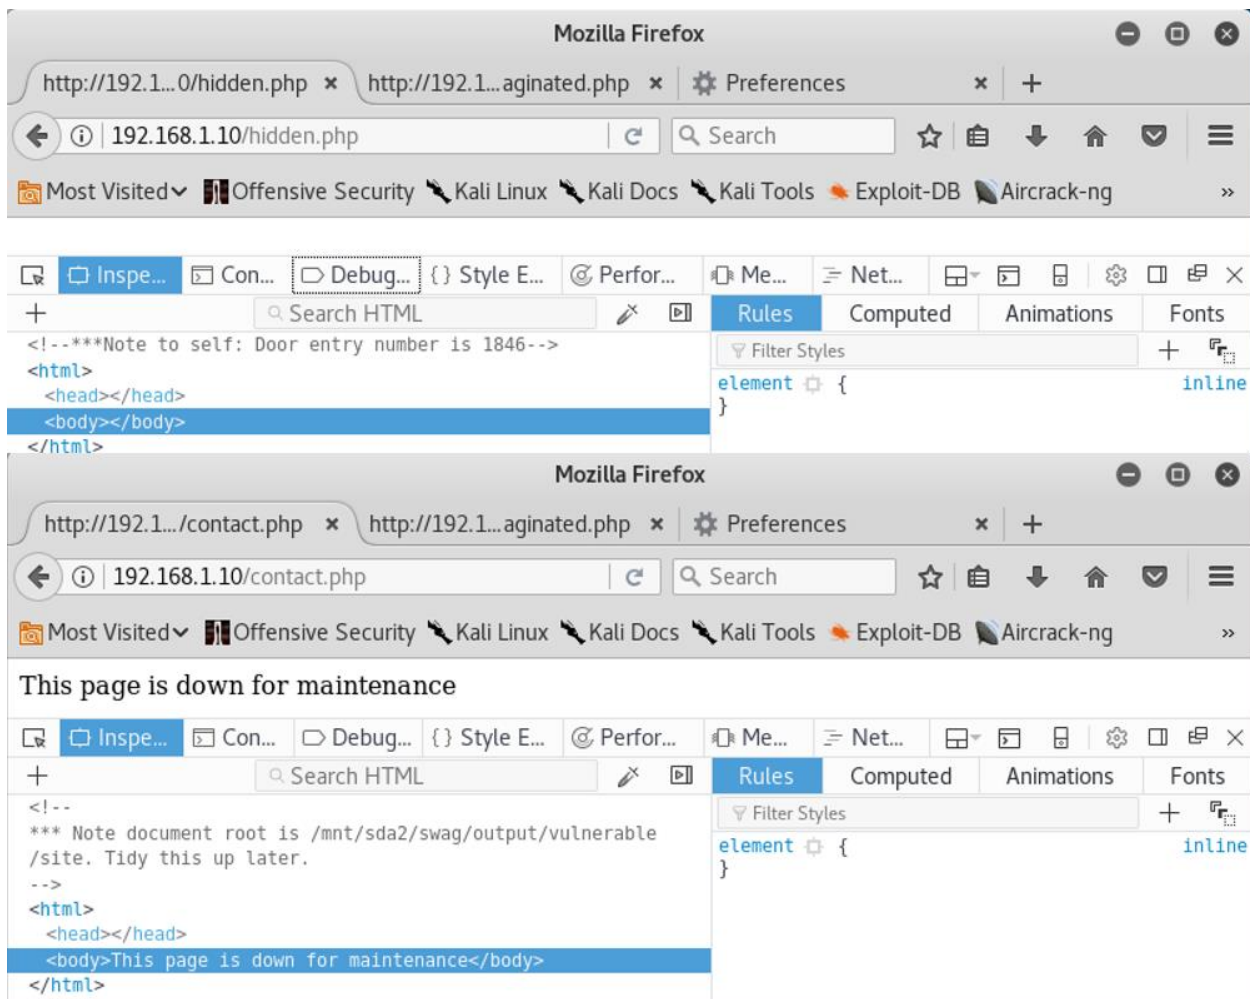 Mozilla Firefox
http://192.1...0/hidden.php × http://192.1...aginated.php × Preferences × +
192.168.1.10/hidden.php Search
Most Visited Offensive Security Kali Linux Kali Docs Kali Tools Exploit-DB Aircrack-ng »
Inspe... Con... Debug... {} Style E... Perfor... Me... Net...
+ Search HTML Rules Computed Animations Fonts
<!--***Note to self: Door entry number is 1846--> Filter Styles +
<html> element { inline
<head></head> }
<body></body>
</html>
Mozilla Firefox
http://192.1.../contact.php × http://192.1...aginated.php × Preferences × +
192.168.1.10/contact.php Search
Most Visited Offensive Security Kali Linux Kali Docs Kali Tools Exploit-DB Aircrack-ng »
This page is down for maintenance
Inspe... Con... Debug... {} Style E... Perfor... Me... Net...
+ Search HTML Rules Computed Animations Fonts
<!-- Filter Styles +
*** Note document root is /mnt/sda2/swag/output/vulnerable element { inline
/site. Tidy this up later. }
-->
<html>
<head></head>
<body>This page is down for maintenance</body>
</html>